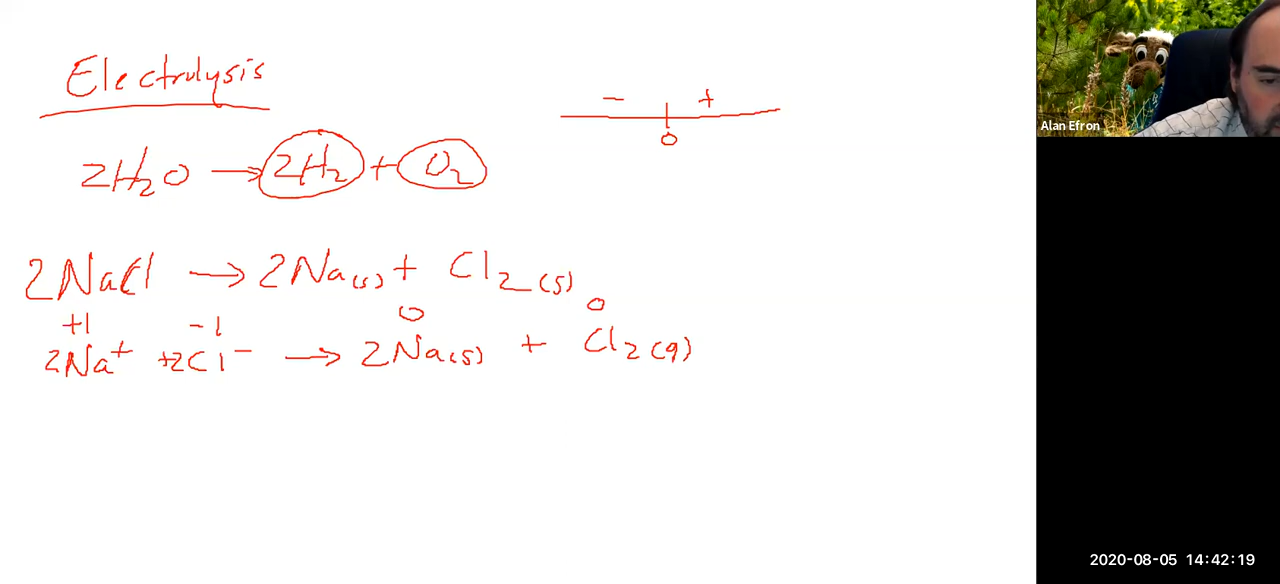 Electrolysis
- +
0
2H₂O → 2H₂ + O₂
2NaCl → 2Na(s) + Cl₂(s)
+1 -1 0 0
2Na⁺ +2Cl⁻ → 2Na(s) + Cl₂(g)
Alan Efron
2020-08-05 14:42:19